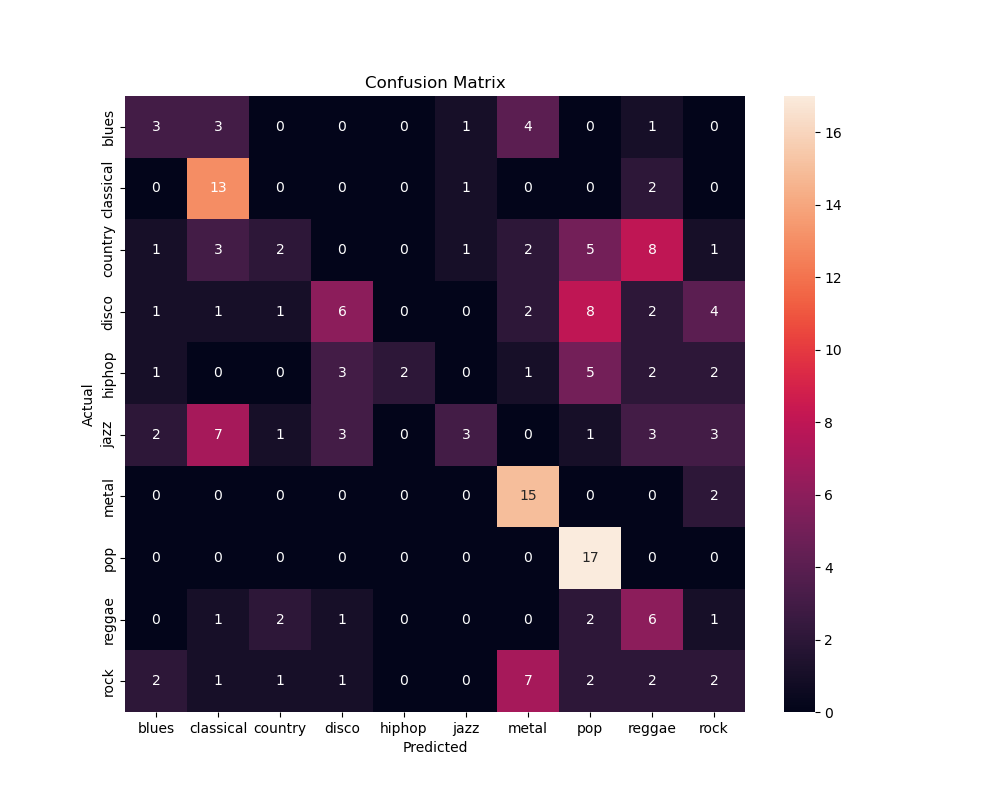 Confusion Matrix
Actual
blues 3 3 0 0 0 1 4 0 1 0
classical 0 13 0 0 0 1 0 0 2 0
country 1 3 2 0 0 1 2 5 8 1
disco 1 1 1 6 0 0 2 8 2 4
hiphop 1 0 0 3 2 0 1 5 2 2
jazz 2 7 1 3 0 3 0 1 3 3
metal 0 0 0 0 0 0 15 0 0 2
pop 0 0 0 0 0 0 0 17 0 0
reggae 0 1 2 1 0 0 0 2 6 1
rock 2 1 1 1 0 0 7 2 2 2
blues classical country disco hiphop jazz metal pop reggae rock
Predicted
16
14
12
10
8
6
4
2
0